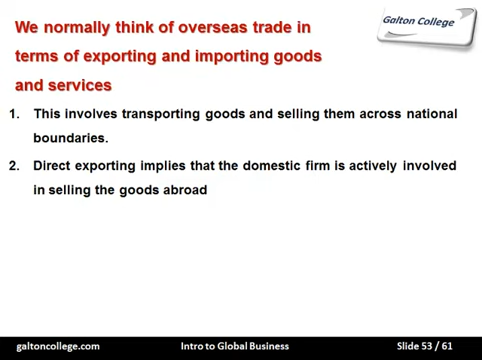 We normally think of overseas trade in
terms of exporting and importing goods
and services
Galton College
1. This involves transporting goods and selling them across national
boundaries.
2. Direct exporting implies that the domestic firm is actively involved
in selling the goods abroad
galtoncollege.com Intro to Global Business Slide 53 / 61